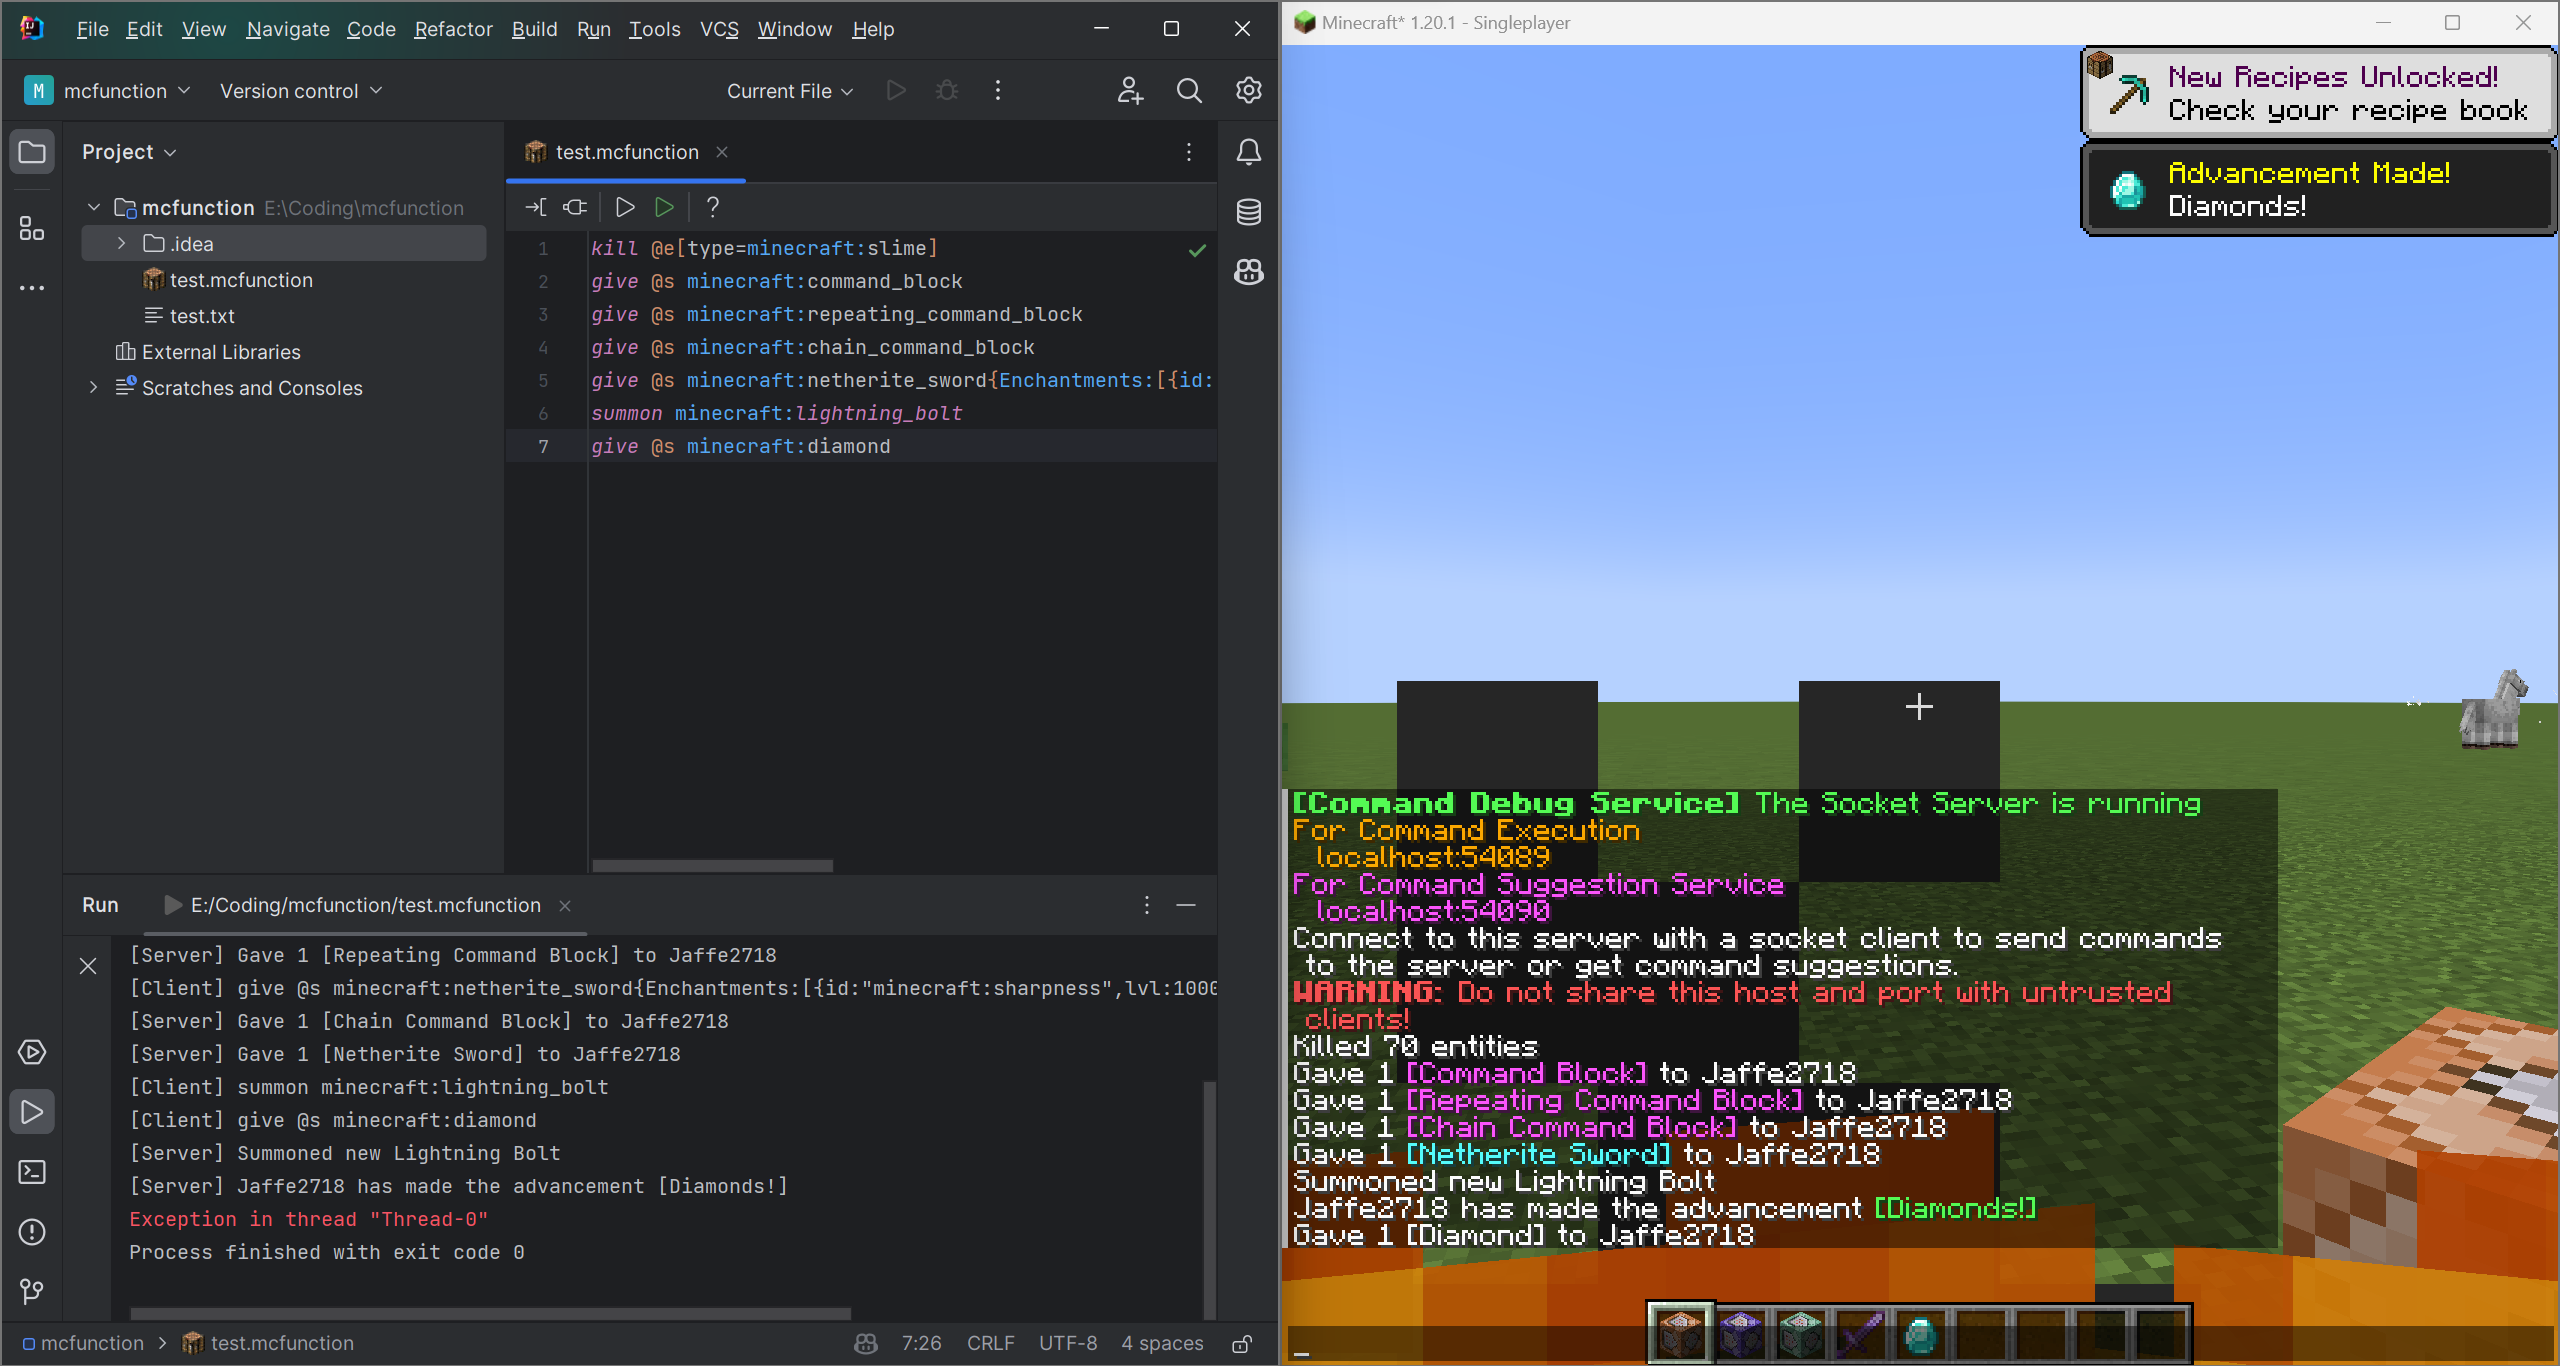 File Edit View Navigate Code Refactor Build Run Tools VCS Window Help
M mcfunction Version control Current File
Project
mcfunction E:\Coding\mcfunction
.idea
test.mcfunction
test.txt
External Libraries
Scratches and Consoles
test.mcfunction
1 kill @e[type=minecraft:slime]
2 give @s minecraft:command_block
3 give @s minecraft:repeating_command_block
4 give @s minecraft:chain_command_block
5 give @s minecraft:netherite_sword{Enchantments:[{id:
6 summon minecraft:lightning_bolt
7 give @s minecraft:diamond
Run E:/Coding/mcfunction/test.mcfunction
[Server] Gave 1 [Repeating Command Block] to Jaffe2718
[Client] give @s minecraft:netherite_sword{Enchantments:[{id:"minecraft:sharpness",lvl:1000
[Server] Gave 1 [Chain Command Block] to Jaffe2718
[Server] Gave 1 [Netherite Sword] to Jaffe2718
[Client] summon minecraft:lightning_bolt
[Client] give @s minecraft:diamond
[Server] Summoned new Lightning Bolt
[Server] Jaffe2718 has made the advancement [Diamonds!]
Exception in thread "Thread-0"
Process finished with exit code 0
mcfunction test.mcfunction 7:26 CRLF UTF-8 4 spaces
Minecraft* 1.20.1 - Singleplayer
New Recipes Unlocked!
Check your recipe book
Advancement Made!
Diamonds!
[Command Debug Service] The Socket Server is running
For Command Execution
localhost:54089
For Command Suggestion Service
localhost:54090
Connect to this server with a socket client to send commands
to the server or get command suggestions.
WARNING: Do not share this host and port with untrusted
clients!
Killed 70 entities
Gave 1 [Command Block] to Jaffe2718
Gave 1 [Repeating Command Block] to Jaffe2718
Gave 1 [Chain Command Block] to Jaffe2718
Gave 1 [Netherite Sword] to Jaffe2718
Summoned new Lightning Bolt
Jaffe2718 has made the advancement [Diamonds!]
Gave 1 [Diamond] to Jaffe2718
_